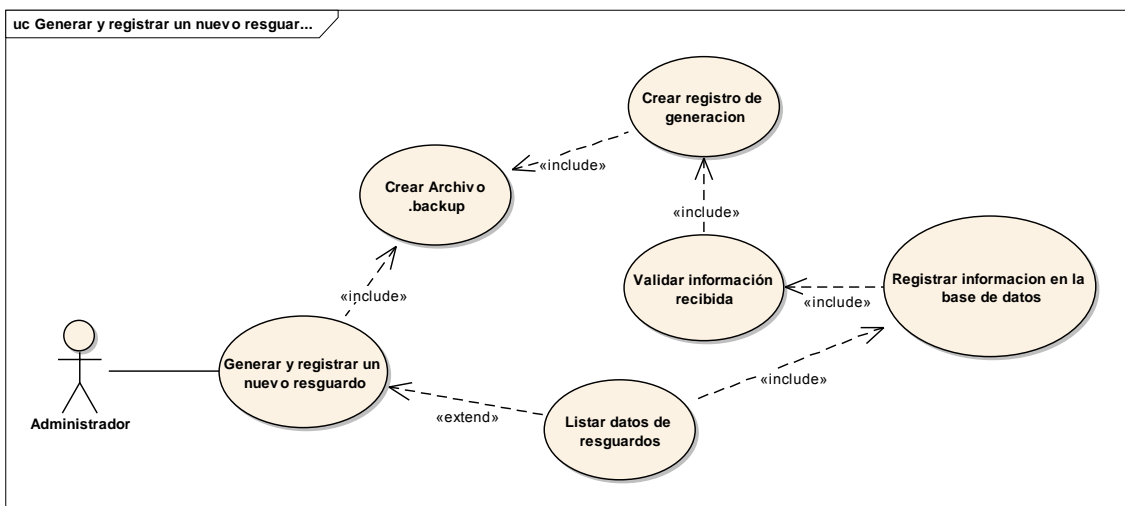 uc Generar y registrar un nuevo resguar...
Crear registro de
generacion
«include»
Crear Archivo
.backup
«include»
Validar información
recibida
Registrar informacion en la
base de datos
«include»
«include»
Generar y registrar un
nuevo resguardo
«include»
«extend»
Listar datos de
resguardos
Administrador